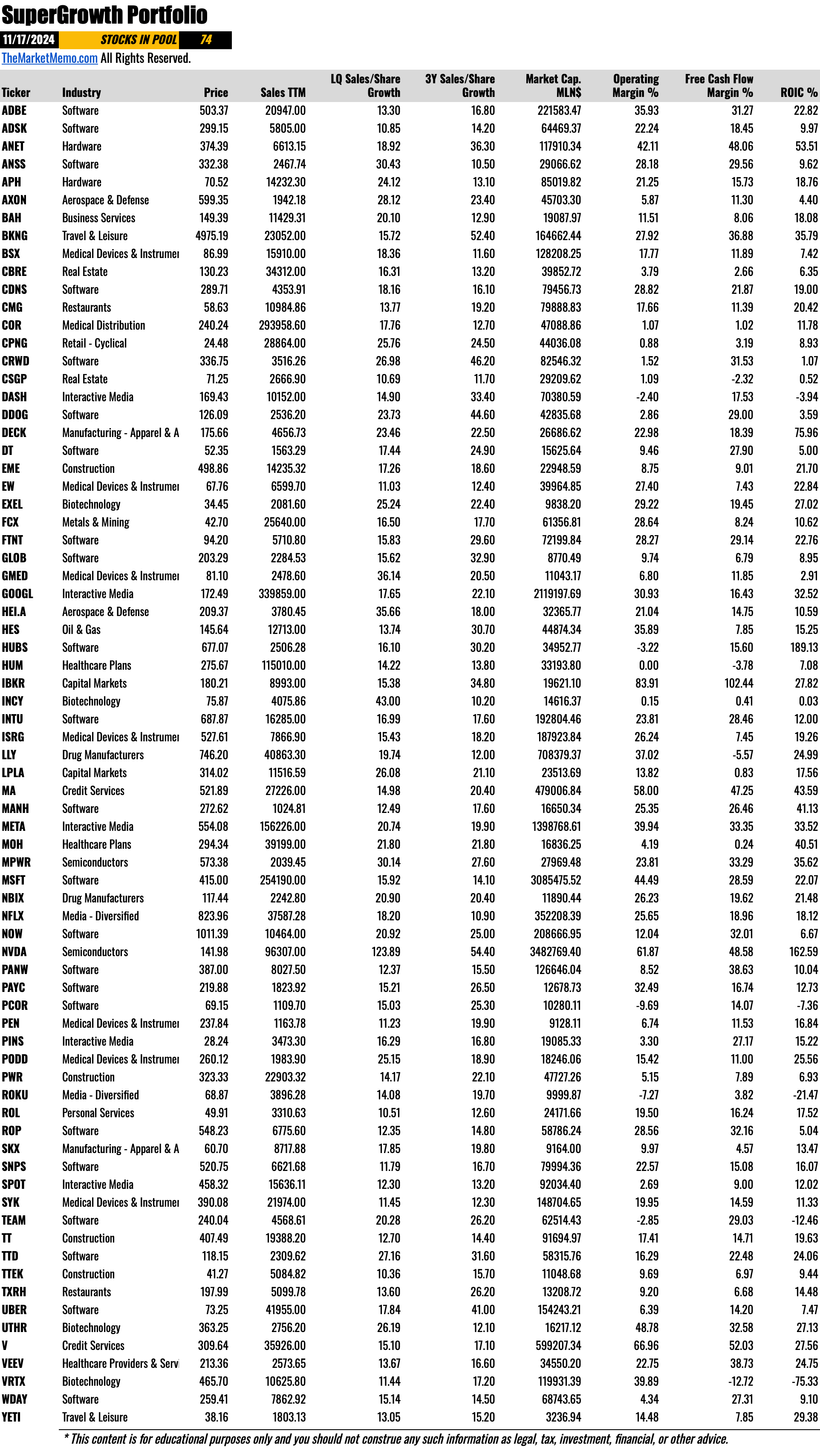 SuperGrowth Portfolio
11/17/2024 STOCKS IN POOL 74
TheMarketMemo.com All Rights Reserved.
LQ Sales/Share 3Y Sales/Share Market Cap. Operating Free Cash Flow
Ticker Industry Price Sales TTM Growth Growth MLN$ Margin % Margin % ROIC %
ADBE Software 503.37 20947.00 13.30 16.80 221583.47 35.93 31.27 22.82
ADSK Software 299.15 5805.00 10.85 14.20 64469.37 22.24 18.45 9.97
ANET Hardware 374.39 6613.15 18.92 36.30 117910.34 42.11 48.06 53.51
ANSS Software 332.38 2467.74 30.43 10.50 29066.62 28.18 29.56 9.62
APH Hardware 70.52 14232.30 24.12 13.10 85019.82 21.25 15.73 18.76
AXON Aerospace & Defense 599.35 1942.18 28.12 23.40 45703.30 5.87 11.30 4.40
BAH Business Services 149.39 11429.31 20.10 12.90 19087.97 11.51 8.06 18.08
BKNG Travel & Leisure 4975.19 23052.00 15.72 52.40 164662.44 27.92 36.88 35.79
BSX Medical Devices & Instrumer 86.99 15910.00 18.36 11.60 128208.25 17.77 11.89 7.42
CBRE Real Estate 130.23 34312.00 16.31 13.20 39852.72 3.79 2.66 6.35
CDNS Software 289.71 4353.91 18.16 16.10 79456.73 28.82 21.87 19.00
CMG Restaurants 58.63 10984.86 13.77 19.20 79888.83 17.66 11.39 20.42
COR Medical Distribution 240.24 293958.60 17.76 12.70 47088.86 1.07 1.02 11.78
CPNG Retail - Cyclical 24.48 28864.00 25.76 24.50 44036.08 0.88 3.19 8.93
CRWD Software 336.75 3516.26 26.98 46.20 82546.32 1.52 31.53 1.07
CSGP Real Estate 71.25 2666.90 10.69 11.70 29209.62 1.09 -2.32 0.52
DASH Interactive Media 169.43 10152.00 14.90 33.40 70380.59 -2.40 17.53 -3.94
DDOG Software 126.09 2536.20 23.73 44.60 42835.68 2.86 29.00 3.59
DECK Manufacturing - Apparel & A 175.66 4656.73 23.46 22.50 26686.62 22.98 18.39 75.96
DT Software 52.35 1563.29 17.44 24.90 15625.64 9.46 27.90 5.00
EME Construction 498.86 14235.32 17.26 18.60 22948.59 8.75 9.01 21.70
EW Medical Devices & Instrumer 67.76 6599.70 11.03 12.40 39964.85 27.40 7.43 22.84
EXEL Biotechnology 34.45 2081.60 25.24 22.40 9838.20 29.22 19.45 27.02
FCX Metals & Mining 42.70 25640.00 16.50 17.70 61356.81 28.64 8.24 10.62
FTNT Software 94.20 5710.80 15.83 29.60 72199.84 28.27 29.14 22.76
GLOB Software 203.29 2284.53 15.62 32.90 8770.49 9.74 6.79 8.95
GMED Medical Devices & Instrumer 81.10 2478.60 36.14 20.50 11043.17 6.80 11.85 2.91
GOOGL Interactive Media 172.49 339859.00 17.65 22.10 2119197.69 30.93 16.43 32.52
HEI.A Aerospace & Defense 209.37 3780.45 35.66 18.00 32365.77 21.04 14.75 10.59
HES Oil & Gas 145.64 12713.00 13.74 30.70 44874.34 35.89 7.85 15.25
HUBS Software 677.07 2506.28 16.10 30.20 34952.77 -3.22 15.60 189.13
HUM Healthcare Plans 275.67 115010.00 14.22 13.80 33193.80 0.00 -3.78 7.08
IBKR Capital Markets 180.21 8993.00 15.38 34.80 19621.10 83.91 102.44 27.82
INCY Biotechnology 75.87 4075.86 43.00 10.20 14616.37 0.15 0.41 0.03
INTU Software 687.87 16285.00 16.99 17.60 192804.46 23.81 28.46 12.00
ISRG Medical Devices & Instrumer 527.61 7866.90 15.43 18.20 187923.84 26.24 7.45 19.26
LLY Drug Manufacturers 746.20 40863.30 19.74 12.00 708379.37 37.02 -5.57 24.99
LPLA Capital Markets 314.02 11516.59 26.08 21.10 23513.69 13.82 0.83 17.56
MA Credit Services 521.89 27226.00 14.98 20.40 479006.84 58.00 47.25 43.59
MANH Software 272.62 1024.81 12.49 17.60 16650.34 25.35 26.46 41.13
META Interactive Media 554.08 156226.00 20.74 19.90 1398768.61 39.94 33.35 33.52
MOH Healthcare Plans 294.34 39199.00 21.80 21.80 16836.25 4.19 0.24 40.51
MPWR Semiconductors 573.38 2039.45 30.14 27.60 27969.48 23.81 33.29 35.62
MSFT Software 415.00 254190.00 15.92 14.10 3085475.52 44.49 28.59 22.07
NBIX Drug Manufacturers 117.44 2242.80 20.90 20.40 11890.44 26.23 19.62 21.48
NFLX Media - Diversified 823.96 37587.28 18.20 10.90 352208.39 25.65 18.96 18.12
NOW Software 1011.39 10464.00 20.92 25.00 208666.95 12.04 32.01 6.67
NVDA Semiconductors 141.98 96307.00 123.89 54.40 3482769.40 61.87 48.58 162.59
PANW Software 387.00 8027.50 12.37 15.50 126646.04 8.52 38.63 10.04
PAYC Software 219.88 1823.92 15.21 26.50 12678.73 32.49 16.74 12.73
PCOR Software 69.15 1109.70 15.03 25.30 10280.11 -9.69 14.07 -7.36
PEN Medical Devices & Instrumer 237.84 1163.78 11.23 19.90 9128.11 6.74 11.53 16.84
PINS Interactive Media 28.24 3473.30 16.29 16.80 19085.33 3.30 27.17 15.22
PODD Medical Devices & Instrumer 260.12 1983.90 25.15 18.90 18246.06 15.42 11.00 25.56
PWR Construction 323.33 22903.32 14.17 22.10 47727.26 5.15 7.89 6.93
ROKU Media - Diversified 68.87 3896.28 14.08 19.70 9999.87 -7.27 3.82 -21.47
ROL Personal Services 49.91 3310.63 10.51 12.60 24171.66 19.50 16.24 17.52
ROP Software 548.23 6775.60 12.35 14.80 58786.24 28.56 32.16 5.04
SKX Manufacturing - Apparel & A 60.70 8717.88 17.85 19.80 9164.00 9.97 4.57 13.47
SNPS Software 520.75 6621.68 11.79 16.70 79994.36 22.57 15.08 16.07
SPOT Interactive Media 458.32 15636.11 12.30 13.20 92034.40 2.69 9.00 12.02
SYK Medical Devices & Instrumer 390.08 21974.00 11.45 12.30 148704.65 19.95 14.59 11.33
TEAM Software 240.04 4568.61 20.28 26.20 62514.43 -2.85 29.03 -12.46
TT Construction 407.49 19388.20 12.70 14.40 91694.97 17.41 14.71 19.63
TTD Software 118.15 2309.62 27.16 31.60 58315.76 16.29 22.48 24.06
TTEK Construction 41.27 5084.82 10.36 15.70 11048.68 9.69 6.97 9.44
TXRH Restaurants 197.99 5099.78 13.60 26.20 13208.72 9.20 6.68 14.48
UBER Software 73.25 41955.00 17.84 41.00 154243.21 6.39 14.20 7.47
UTHR Biotechnology 363.25 2756.20 26.19 12.10 16217.12 48.78 32.58 27.13
V Credit Services 309.64 35926.00 15.10 17.10 599207.34 66.96 52.03 27.56
VEEV Healthcare Providers & Servi 213.36 2573.65 13.67 16.60 34550.20 22.75 38.73 24.75
VRTX Biotechnology 465.70 10625.80 11.44 17.20 119931.39 39.89 -12.72 -75.33
WDAY Software 259.41 7862.92 15.14 14.50 68743.65 4.34 27.31 9.10
YETI Travel & Leisure 38.16 1803.13 13.05 15.20 3236.94 14.48 7.85 29.38
* This content is for educational purposes only and you should not construe any such information as legal, tax, investment, financial, or other advice.